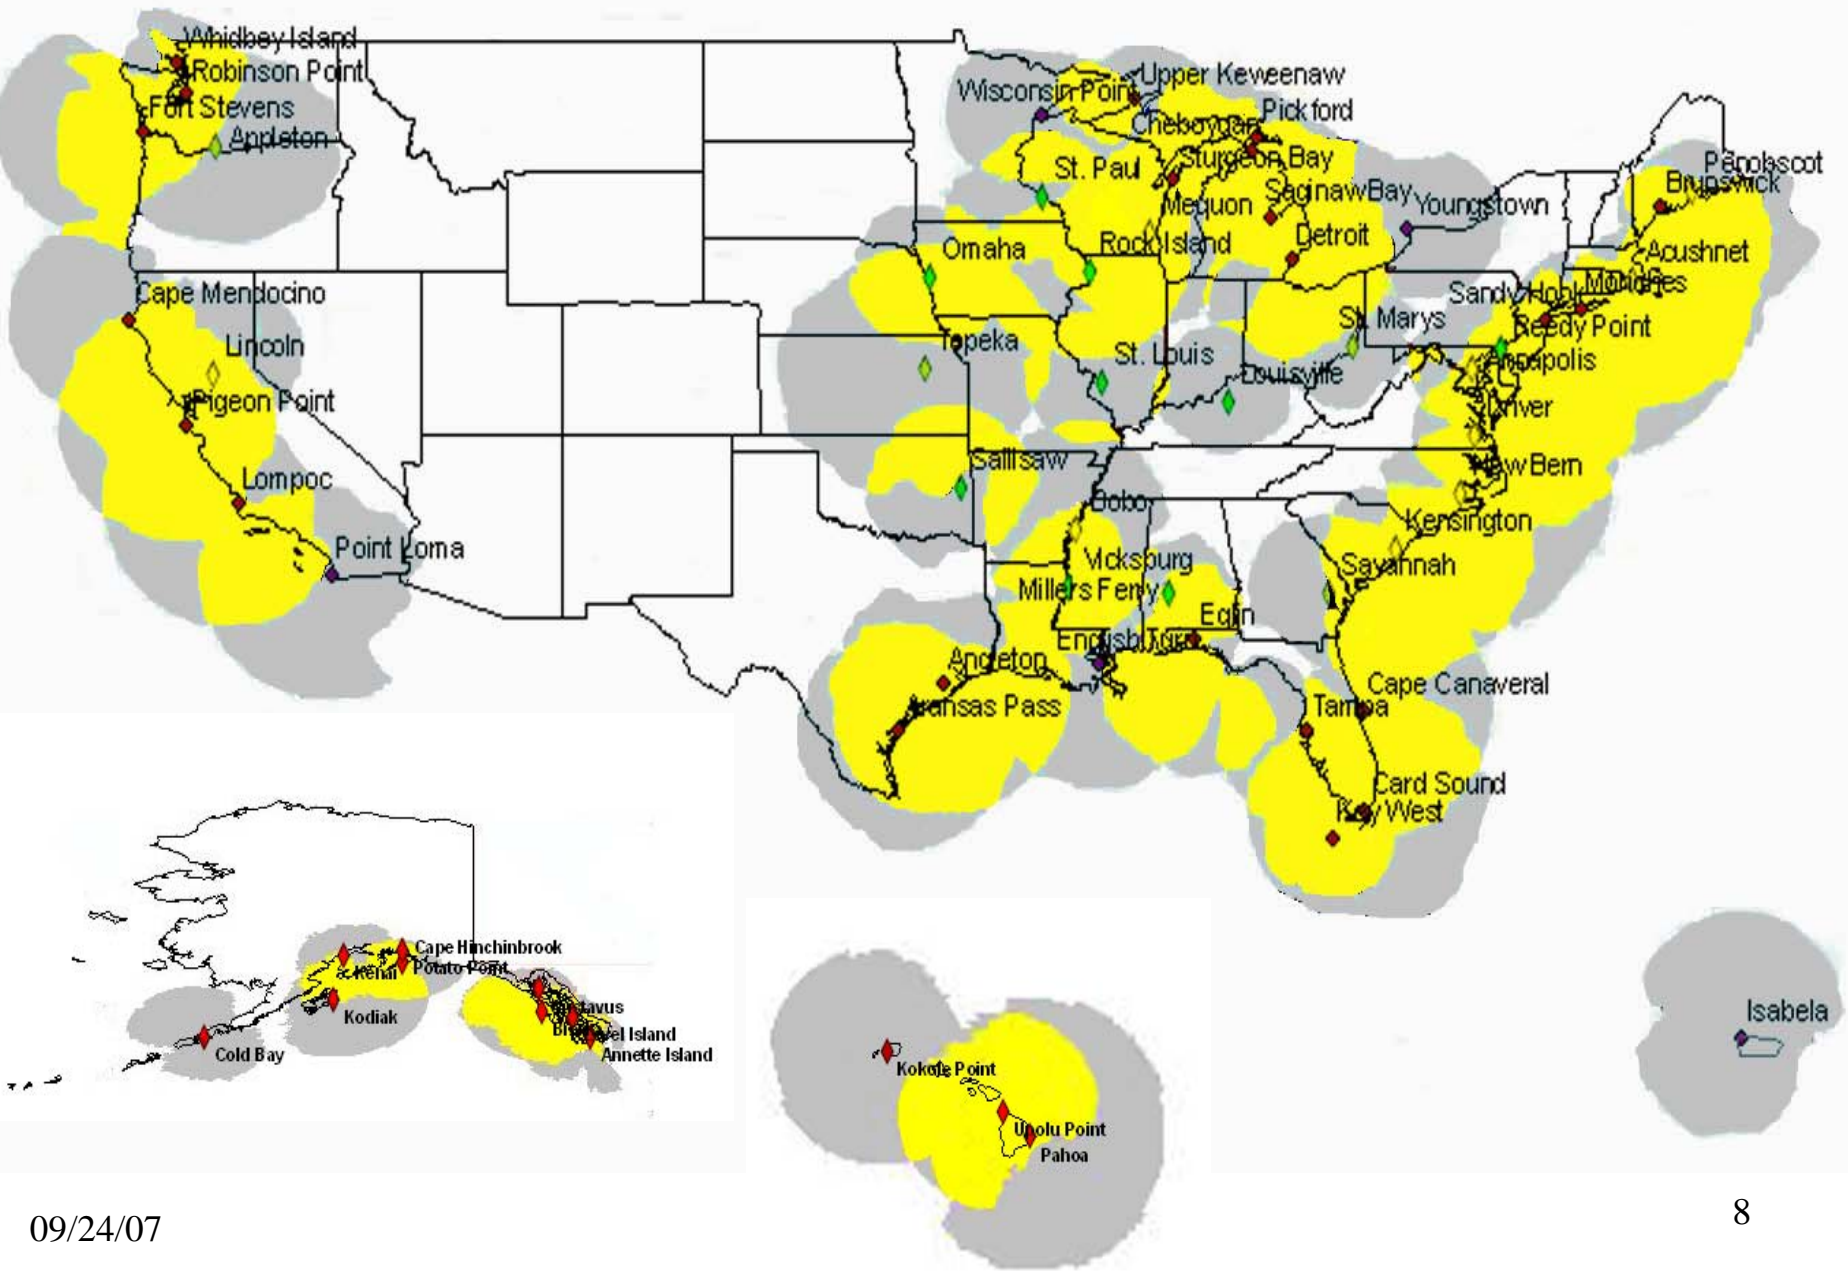 Whidbey Island
Robinson Point
Fort Stevens
Appleton
Wisconsin Point
Upper Keweenaw
Pickford
Cheboygan
St. Paul
Sturgeon Bay
Saginaw Bay
Youngstown
Penobscot
Brunswick
Mequon
Rock Island
Detroit
Omaha
Acushnet
Moriches
Sandy Hook
Cape Mendocino
Lincoln
Pigeon Point
St. Marys
Reedy Point
Topeka
St. Louis
Louisville
Annapolis
Driver
Lompoc
Sallisaw
New Bern
Bobo
Kensington
Point Loma
Vicksburg
Savannah
Millers Ferry
Eglin
English Turn
Angleton
Aransas Pass
Cape Canaveral
Tampa
Card Sound
Key West
Cape Hinchinbrook
Potato Point
Kenai
Kodiak
Cold Bay
Annette Island
Kokole Point
Upolu Point
Pahoa
Isabela
09/24/07
8